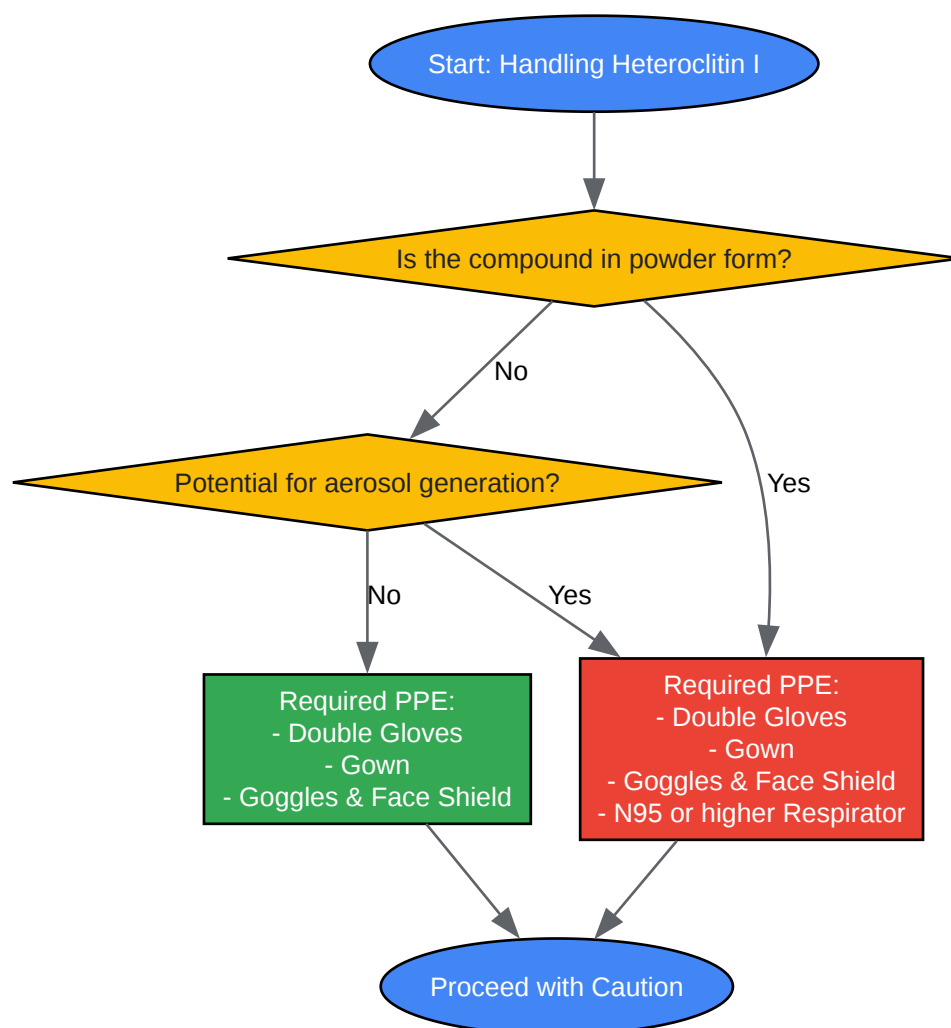 Start: Handling Heteroclitin I
Is the compound in powder form?
No
Yes
Potential for aerosol generation?
No
Yes
Required PPE:
- Double Gloves
- Gown
- Goggles & Face Shield
Required PPE:
- Double Gloves
- Gown
- Goggles & Face Shield
- N95 or higher Respirator
Proceed with Caution